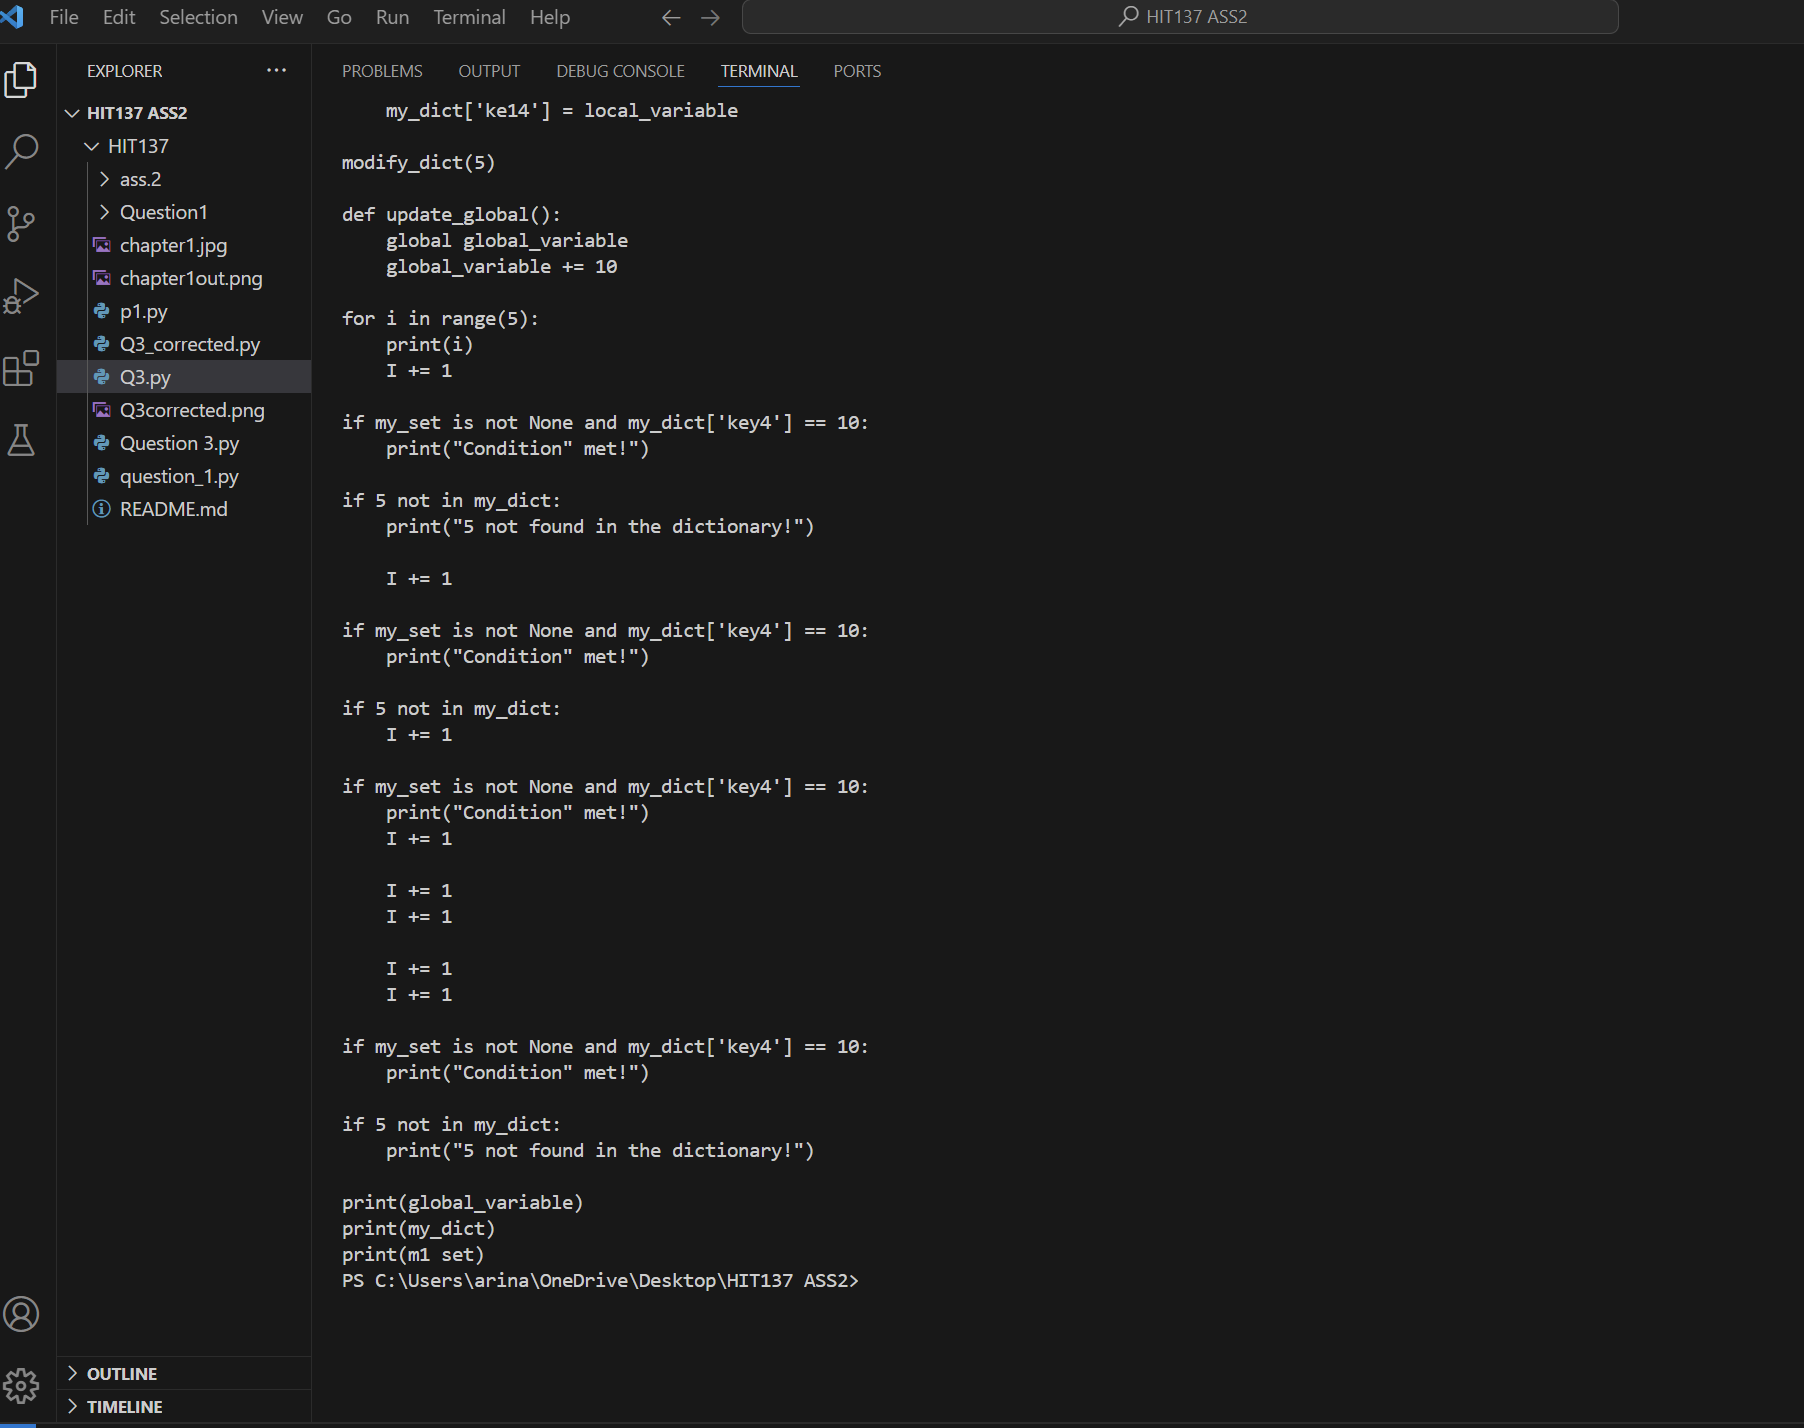 File Edit Selection View Go Run Terminal Help
HIT137 ASS2
EXPLORER
HIT137 ASS2
HIT137
ass.2
Question1
chapter1.jpg
chapter1out.png
p1.py
Q3_corrected.py
Q3.py
Q3corrected.png
Question 3.py
question_1.py
README.md
OUTLINE
TIMELINE
PROBLEMS OUTPUT DEBUG CONSOLE TERMINAL PORTS
    my_dict['ke14'] = local_variable

modify_dict(5)

def update_global():
    global global_variable
    global_variable += 10

for i in range(5):
    print(i)
    I += 1

if my_set is not None and my_dict['key4'] == 10:
    print("Condition" met!")

if 5 not in my_dict:
    print("5 not found in the dictionary!")

    I += 1

if my_set is not None and my_dict['key4'] == 10:
    print("Condition" met!")

if 5 not in my_dict:
    I += 1

if my_set is not None and my_dict['key4'] == 10:
    print("Condition" met!")
    I += 1

    I += 1
    I += 1

    I += 1
    I += 1

if my_set is not None and my_dict['key4'] == 10:
    print("Condition" met!")

if 5 not in my_dict:
    print("5 not found in the dictionary!")

print(global_variable)
print(my_dict)
print(m1 set)
PS C:\Users\arina\OneDrive\Desktop\HIT137 ASS2>